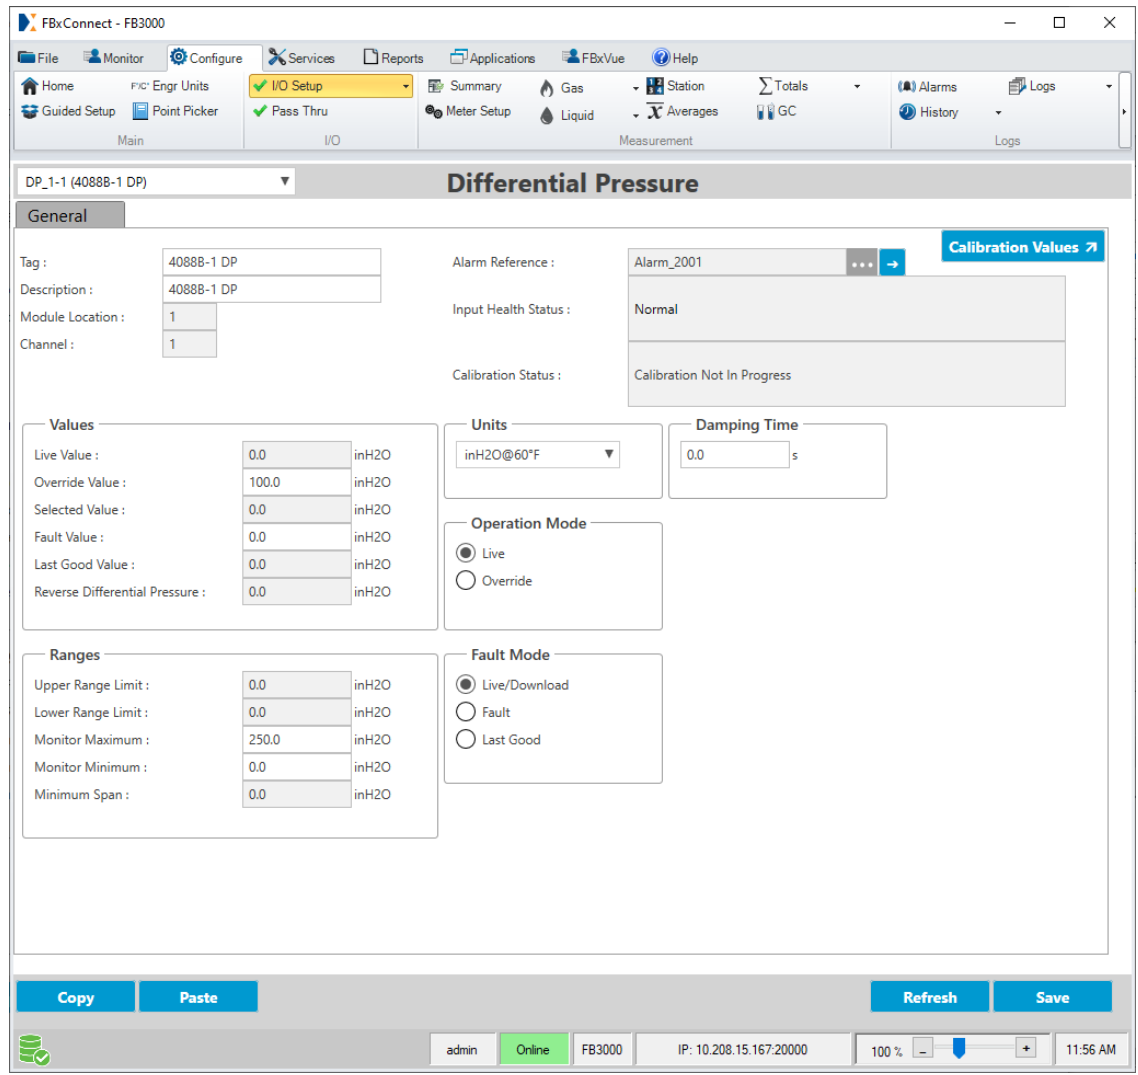 FBxConnect - FB3000
File Monitor Configure Services Reports Applications FBxVue Help
Home F°/C° Engr Units I/O Setup Summary Gas Station ∑ Totals Alarms Logs
Guided Setup Point Picker Pass Thru Meter Setup Liquid X Averages GC History
Main I/O Measurement Logs
DP_1-1 (4088B-1 DP) Differential Pressure
General
Calibration Values
Tag : 4088B-1 DP Alarm Reference : Alarm_2001 ...
Description : 4088B-1 DP
Module Location : 1 Input Health Status : Normal
Channel : 1
Calibration Status : Calibration Not In Progress
Values Units Damping Time
Live Value : 0.0 inH2O inH2O@60°F 0.0 s
Override Value : 100.0 inH2O
Selected Value : 0.0 inH2O
Operation Mode
Fault Value : 0.0 inH2O
Live
Last Good Value : 0.0 inH2O
Override
Reverse Differential Pressure : 0.0 inH2O
Ranges Fault Mode
Upper Range Limit : 0.0 inH2O Live/Download
Lower Range Limit : 0.0 inH2O Fault
Monitor Maximum : 250.0 inH2O Last Good
Monitor Minimum : 0.0 inH2O
Minimum Span : 0.0 inH2O
Copy Paste Refresh Save
admin Online FB3000 IP: 10.208.15.167:20000 100 % - + 11:56 AM